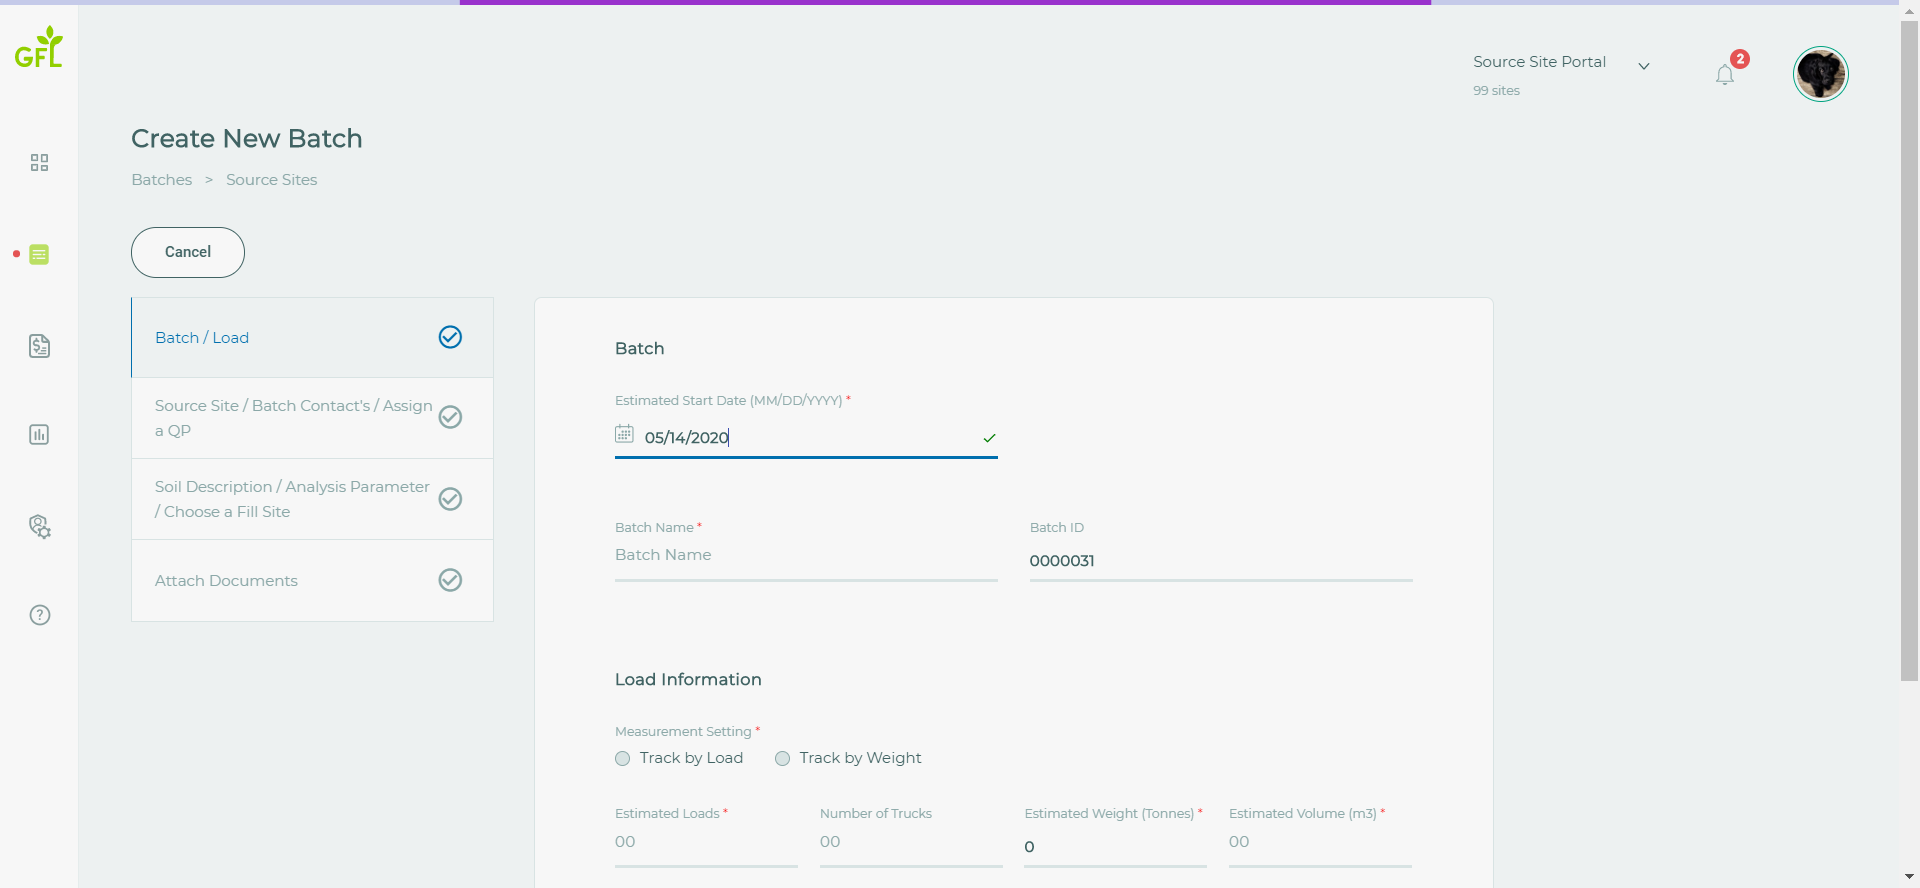 GFL
Source Site Portal
99 sites
2
Create New Batch
Batches > Source Sites
Cancel
Batch / Load
Source Site / Batch Contact's / Assign
a QP
Soil Description / Analysis Parameter
/ Choose a Fill Site
Attach Documents
Batch
Estimated Start Date (MM/DD/YYYY) *
05/14/2020
Batch Name *
Batch Name
Batch ID
0000031
Load Information
Measurement Setting *
Track by Load
Track by Weight
Estimated Loads *
00
Number of Trucks
00
Estimated Weight (Tonnes) *
0
Estimated Volume (m3) *
00